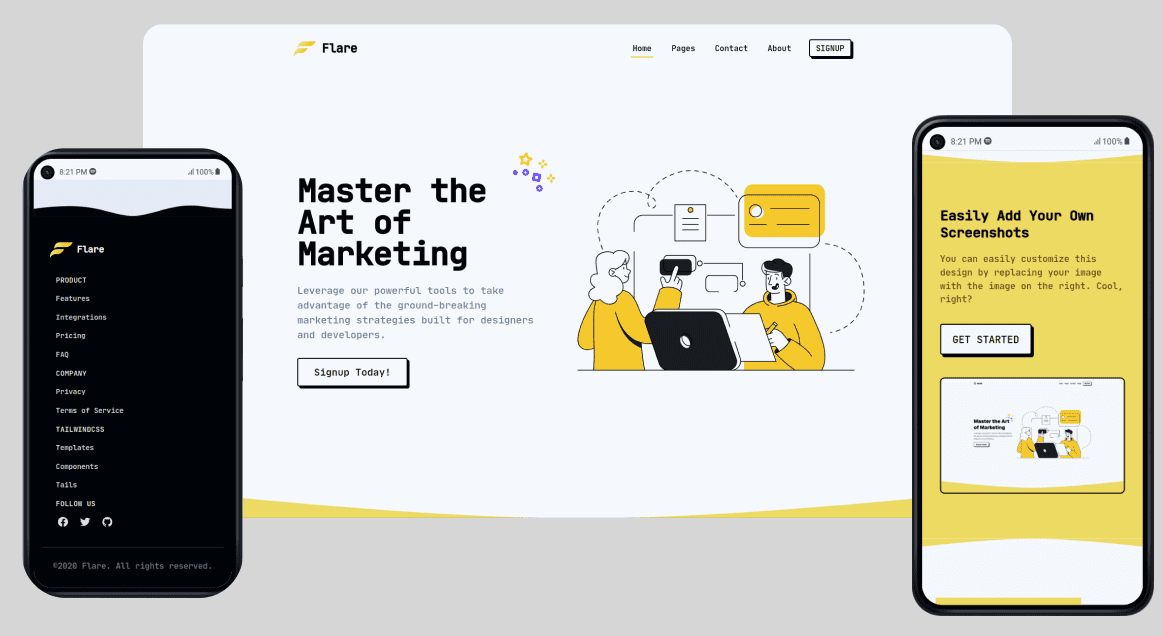 Flare
Home Pages Contact About SIGNUP
Master the
Art of
Marketing
Leverage our powerful tools to take
advantage of the ground-breaking
marketing strategies built for designers
and developers.
Signup Today!
8:21 PM 100%
Flare
PRODUCT
Features
Integrations
Pricing
FAQ
COMPANY
Privacy
Terms of Service
TAILWINDCSS
Templates
Components
Tails
FOLLOW US
©2020 Flare. All rights reserved.
8:21 PM 100%
Easily Add Your Own
Screenshots
You can easily customize this
design by replacing your image
with the image on the right. Cool,
right?
GET STARTED
Master the Art
of Marketing